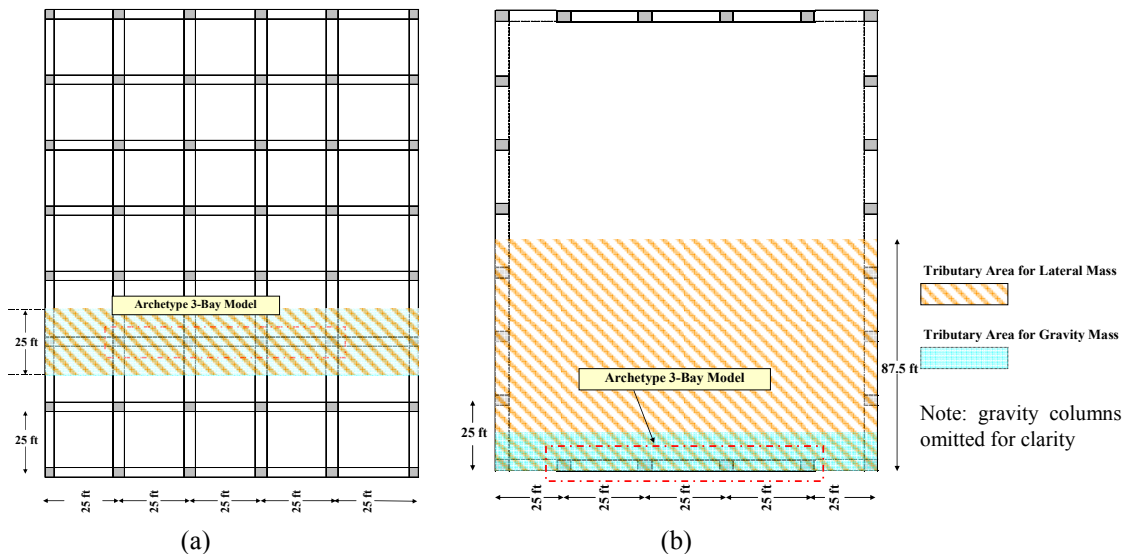 Archetype 3-Bay Model
25 ft
25 ft
25 ft
25 ft
25 ft
25 ft
25 ft
(a)
Archetype 3-Bay Model
25 ft
87.5 ft
25 ft
25 ft
25 ft
25 ft
25 ft
(b)
Tributary Area for Lateral Mass
Tributary Area for Gravity Mass
Note: gravity columns
omitted for clarity